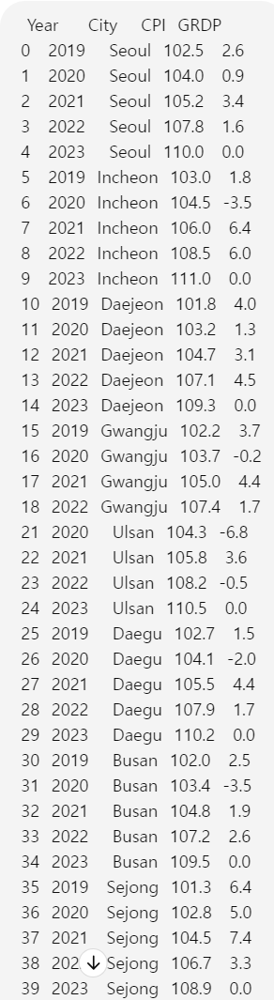 Year City CPI GRDP
0 2019 Seoul 102.5 2.6
1 2020 Seoul 104.0 0.9
2 2021 Seoul 105.2 3.4
3 2022 Seoul 107.8 1.6
4 2023 Seoul 110.0 0.0
5 2019 Incheon 103.0 1.8
6 2020 Incheon 104.5 -3.5
7 2021 Incheon 106.0 6.4
8 2022 Incheon 108.5 6.0
9 2023 Incheon 111.0 0.0
10 2019 Daejeon 101.8 4.0
11 2020 Daejeon 103.2 1.3
12 2021 Daejeon 104.7 3.1
13 2022 Daejeon 107.1 4.5
14 2023 Daejeon 109.3 0.0
15 2019 Gwangju 102.2 3.7
16 2020 Gwangju 103.7 -0.2
17 2021 Gwangju 105.0 4.4
18 2022 Gwangju 107.4 1.7
21 2020 Ulsan 104.3 -6.8
22 2021 Ulsan 105.8 3.6
23 2022 Ulsan 108.2 -0.5
24 2023 Ulsan 110.5 0.0
25 2019 Daegu 102.7 1.5
26 2020 Daegu 104.1 -2.0
27 2021 Daegu 105.5 4.4
28 2022 Daegu 107.9 1.7
29 2023 Daegu 110.2 0.0
30 2019 Busan 102.0 2.5
31 2020 Busan 103.4 -3.5
32 2021 Busan 104.8 1.9
33 2022 Busan 107.2 2.6
34 2023 Busan 109.5 0.0
35 2019 Sejong 101.3 6.4
36 2020 Sejong 102.8 5.0
37 2021 Sejong 104.5 7.4
38 202 Sejong 106.7 3.3
39 2023 Sejong 108.9 0.0